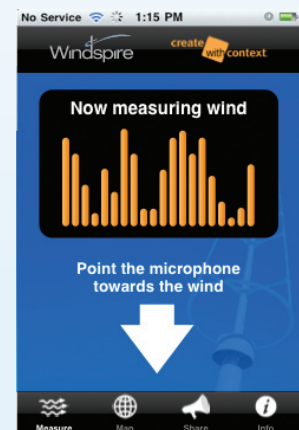 No Service 1:15 PM
Windspire create with context
Now measuring wind
Point the microphone
towards the wind
Measure Map Share Info